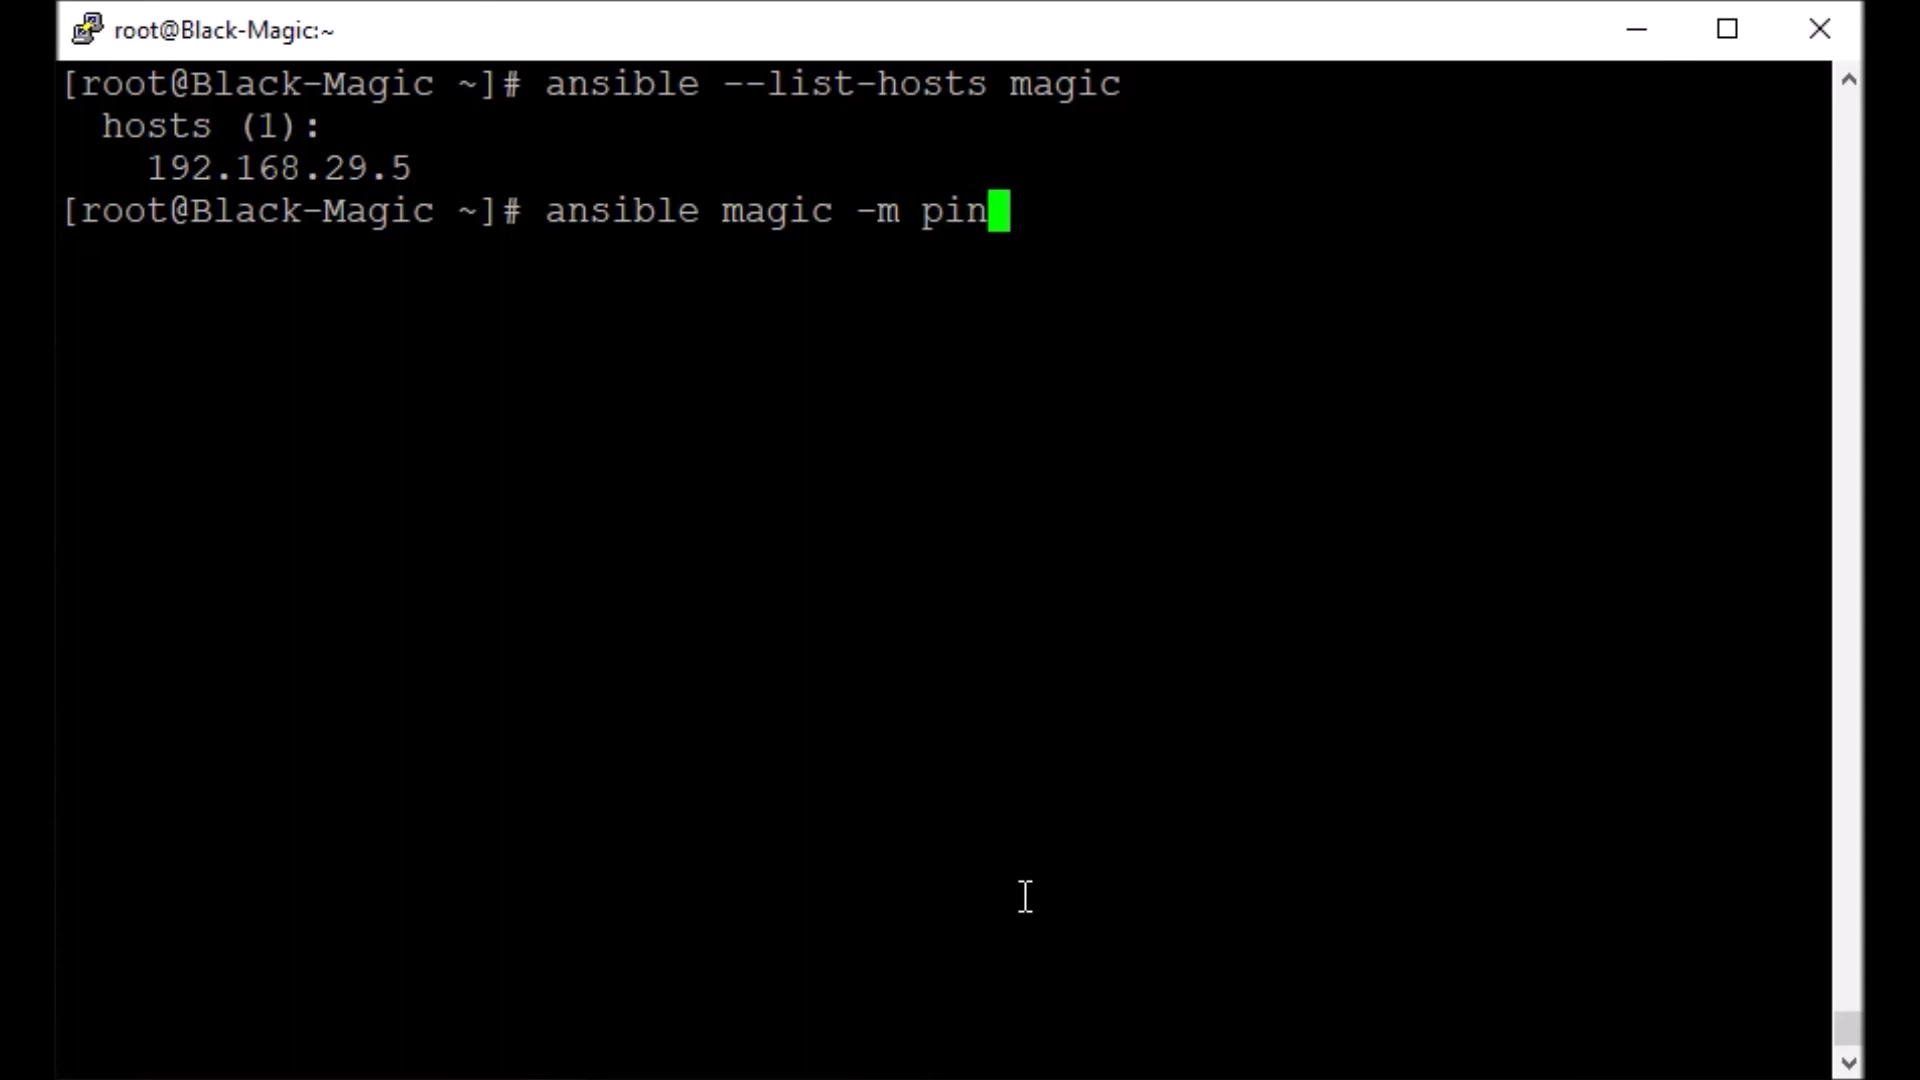 root@Black-Magic:~
[root@Black-Magic ~]# ansible --list-hosts magic
  hosts (1):
    192.168.29.5
[root@Black-Magic ~]# ansible magic -m pin